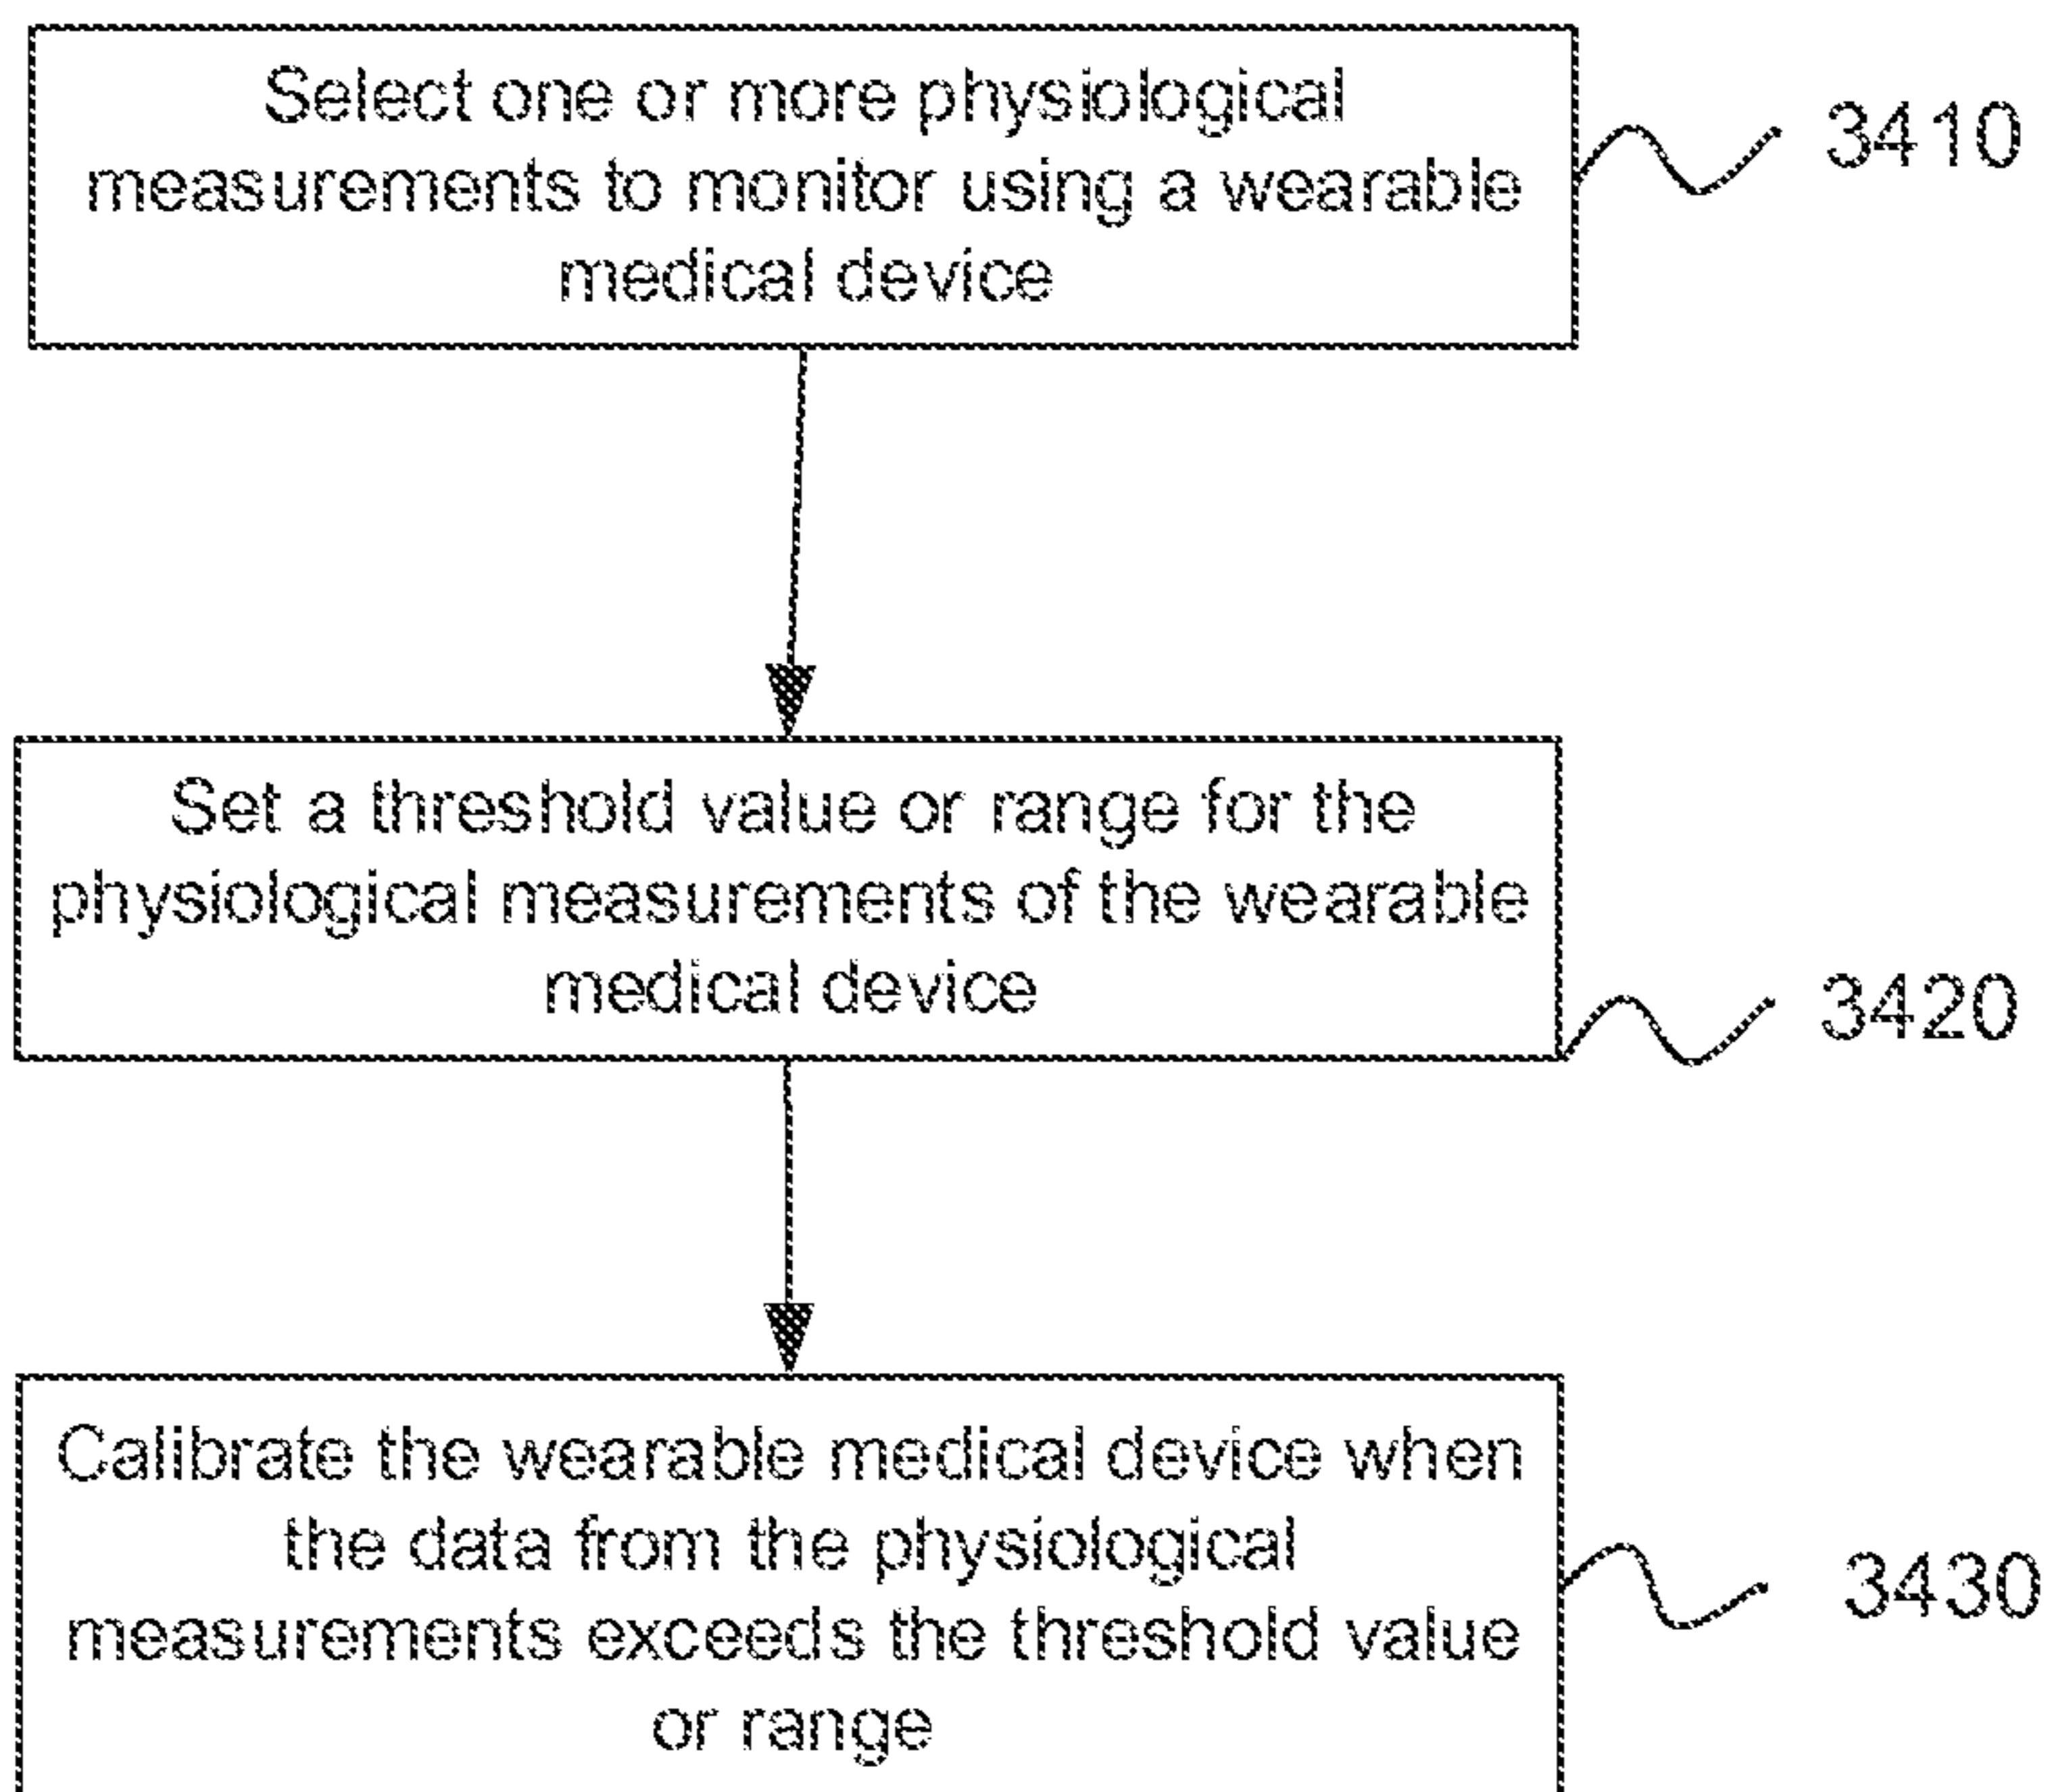 Select one or more physiological
measurements to monitor using a wearable
medical device
3410
Set a threshold value or range for the
physiological measurements of the wearable
medical device
3420
Calibrate the wearable medical device when
the data from the physiological
measurements exceeds the threshold value
or range
3430